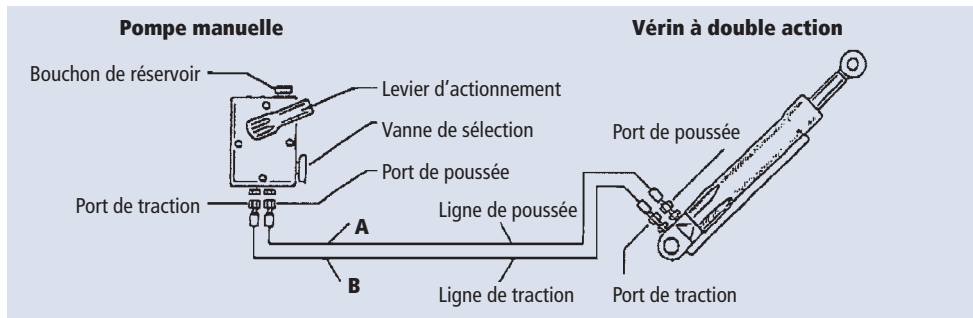 Pompe manuelle
Vérin à double action
Bouchon de réservoir
Levier d'actionnement
Vanne de sélection
Port de poussée
Port de poussée
Port de traction
Ligne de poussée
A
B
Ligne de traction
Port de traction